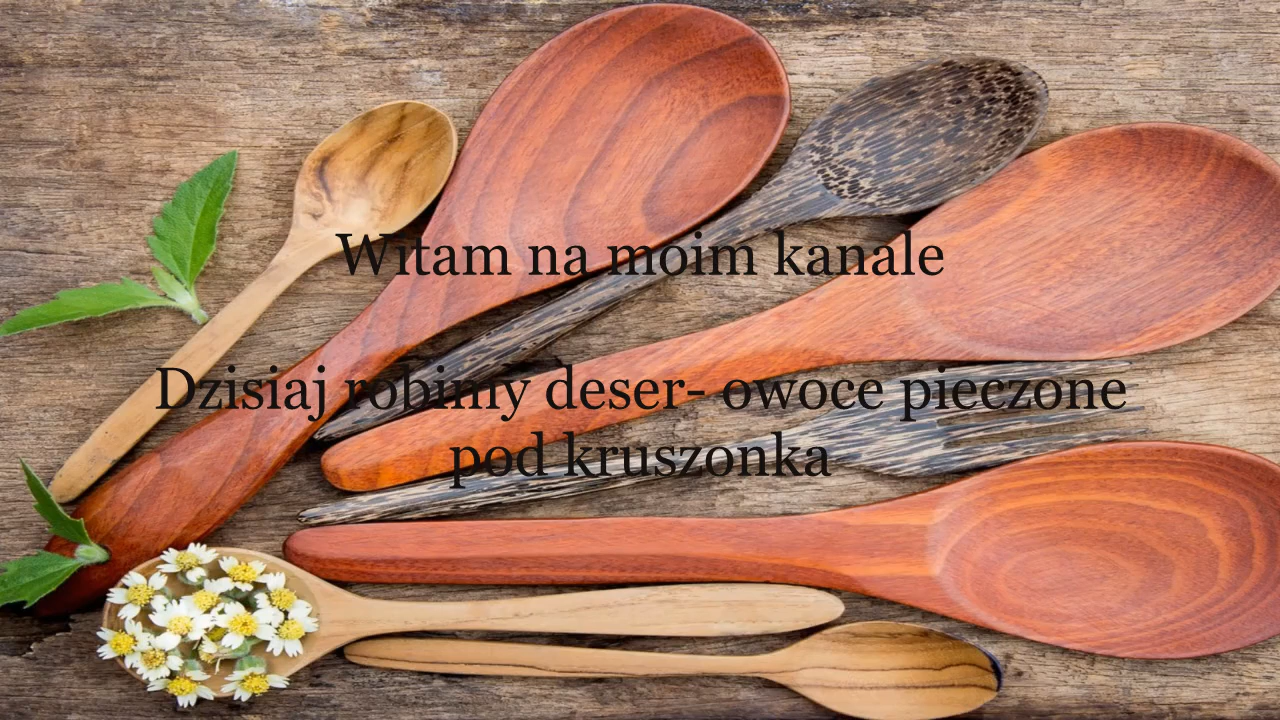 Witam na moim kanale
Dzisiaj robimy deser- owoce pieczone
pod kruszonka